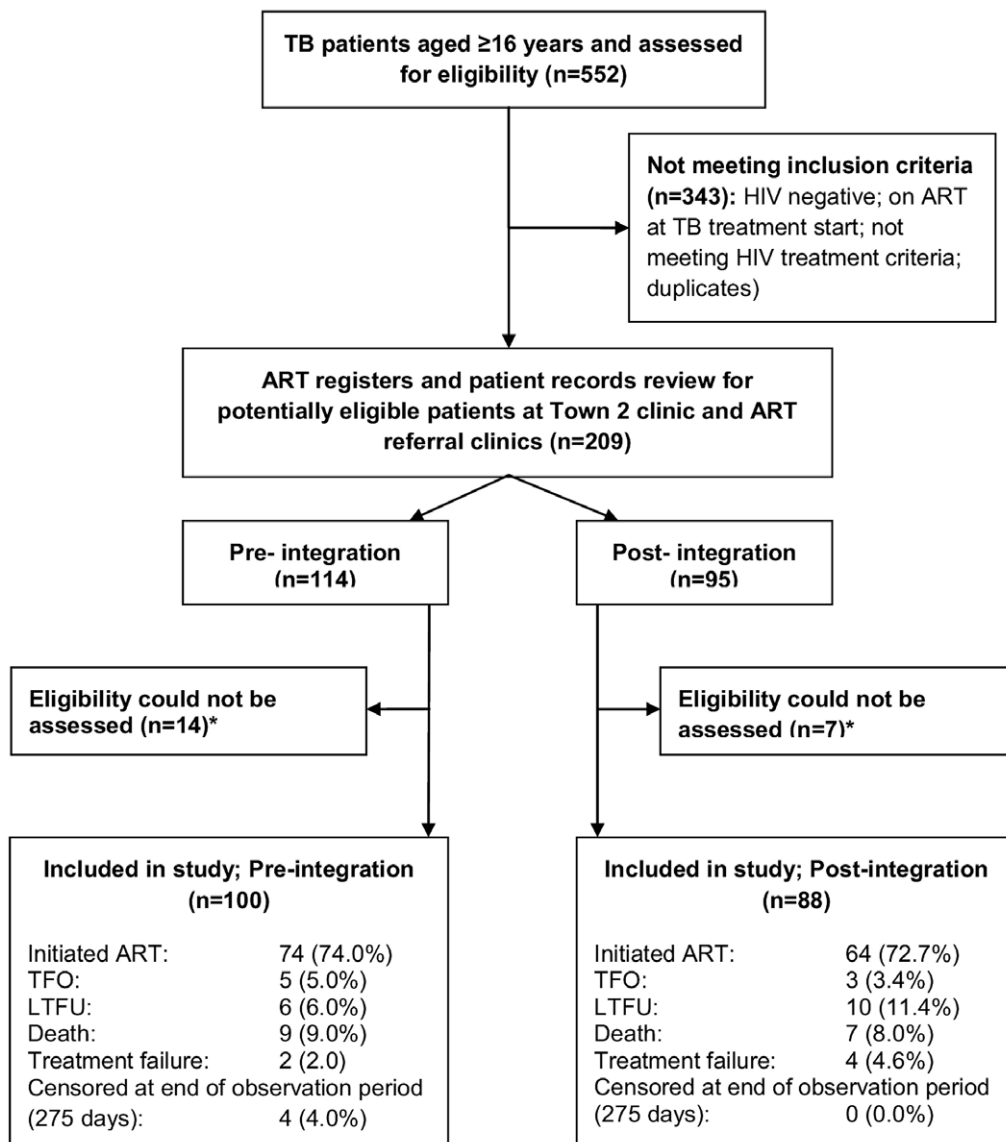 TB patients aged ≥16 years and assessed
for eligibility (n=552)
Not meeting inclusion criteria
(n=343): HIV negative; on ART
at TB treatment start; not
meeting HIV treatment criteria;
duplicates)
ART registers and patient records review for
potentially eligible patients at Town 2 clinic and ART
referral clinics (n=209)
Pre- integration
(n=114)
Post- integration
(n=95)
Eligibility could not be
assessed (n=14)*
Eligibility could not be
assessed (n=7)*
Included in study; Pre-integration
(n=100)
Initiated ART: 74 (74.0%)
TFO: 5 (5.0%)
LTFU: 6 (6.0%)
Death: 9 (9.0%)
Treatment failure: 2 (2.0)
Censored at end of observation period
(275 days): 4 (4.0%)
Included in study; Post-integration
(n=88)
Initiated ART: 64 (72.7%)
TFO: 3 (3.4%)
LTFU: 10 (11.4%)
Death: 7 (8.0%)
Treatment failure: 4 (4.6%)
Censored at end of observation period
(275 days): 0 (0.0%)